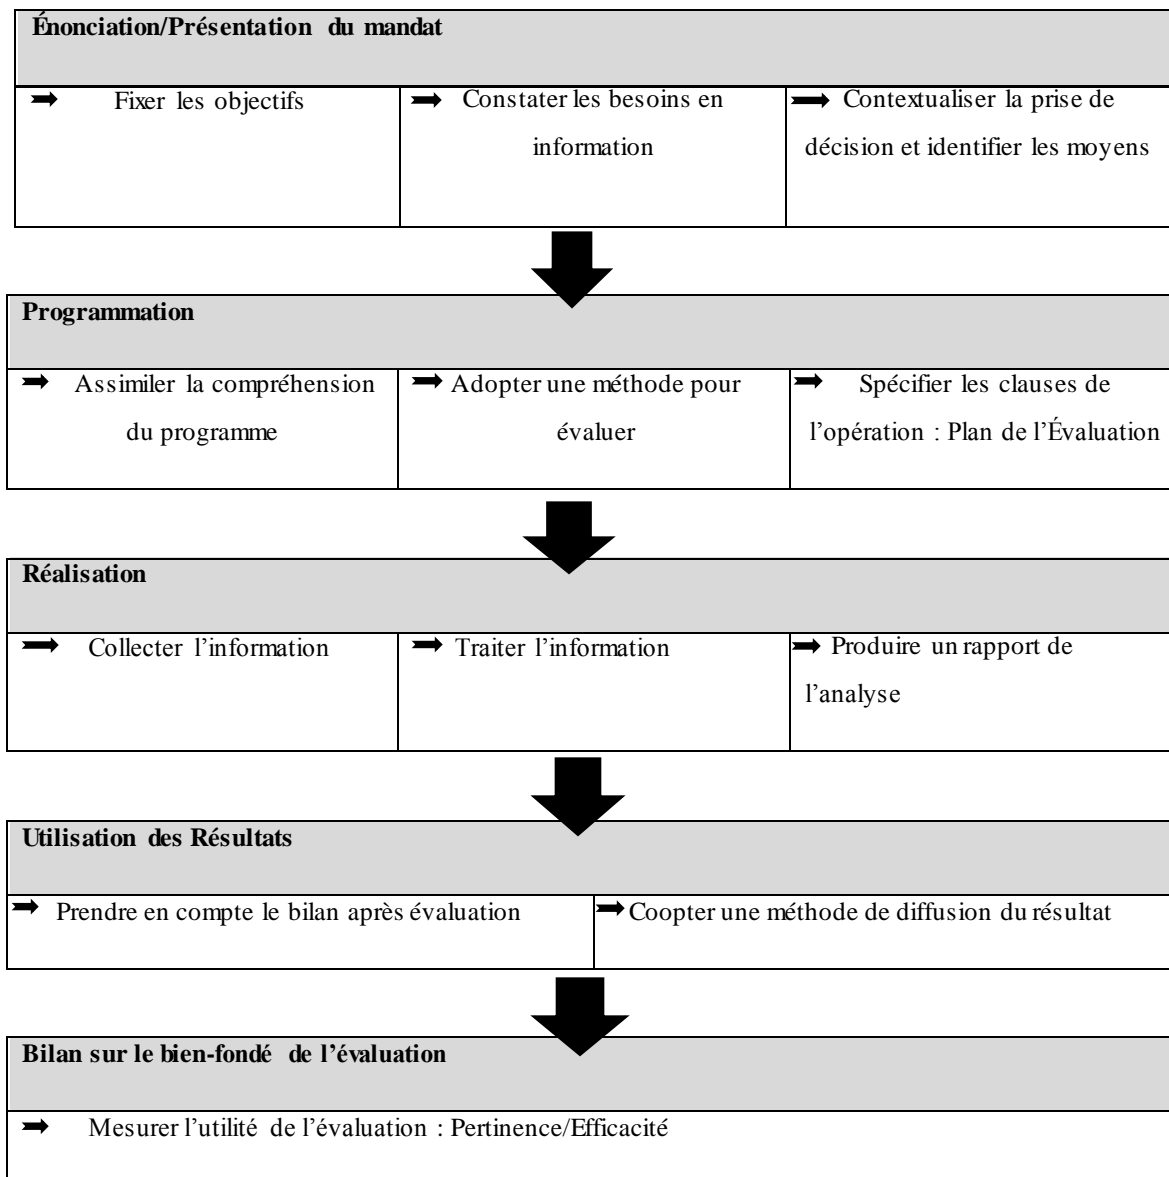 Énonciation/Présentation du mandat
Fixer les objectifs
Constater les besoins en
information
Contextualiser la prise de
décision et identifier les moyens
Programmation
Assimiler la compréhension
du programme
Adopter une méthode pour
évaluer
Spécifier les clauses de
l’opération : Plan de l’Évaluation
Réalisation
Collecter l’information
Traiter l’information
Produire un rapport de
l’analyse
Utilisation des Résultats
Prendre en compte le bilan après évaluation
Coopter une méthode de diffusion du résultat
Bilan sur le bien-fondé de l’évaluation
Mesurer l’utilité de l’évaluation : Pertinence/Efficacité